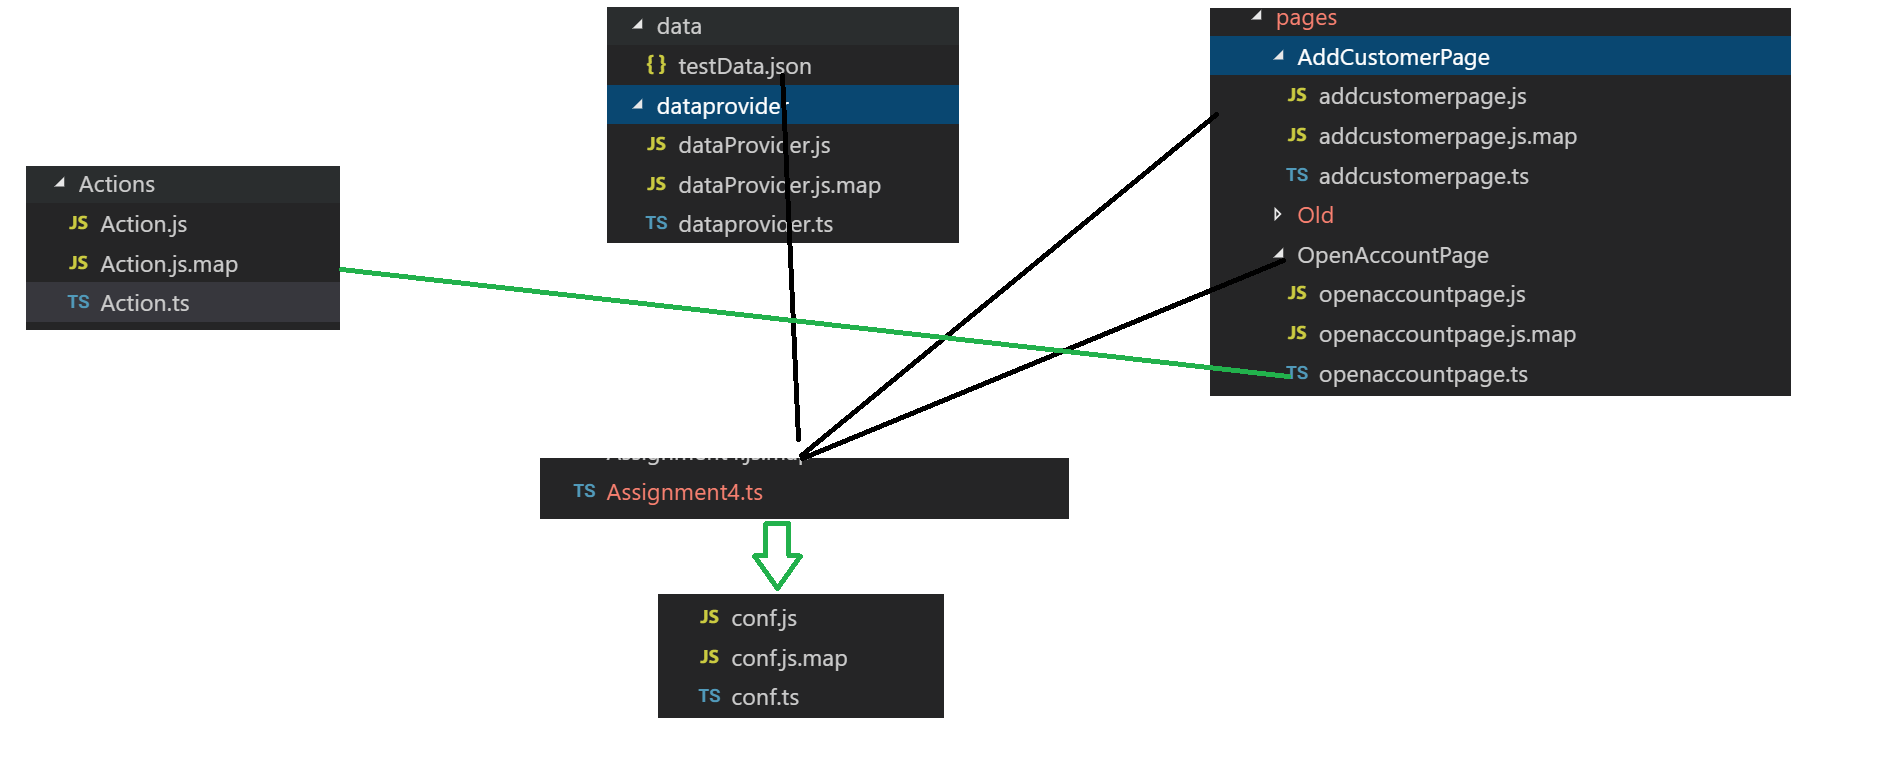 Actions
JS Action.js
JS Action.js.map
TS Action.ts
data
{} testData.json
dataprovider
JS dataProvider.js
JS dataProvider.js.map
TS dataprovider.ts
pages
AddCustomerPage
JS addcustomerpage.js
JS addcustomerpage.js.map
TS addcustomerpage.ts
Old
OpenAccountPage
JS openaccountpage.js
JS openaccountpage.js.map
TS openaccountpage.ts
TS Assignment4.ts
JS conf.js
JS conf.js.map
TS conf.ts